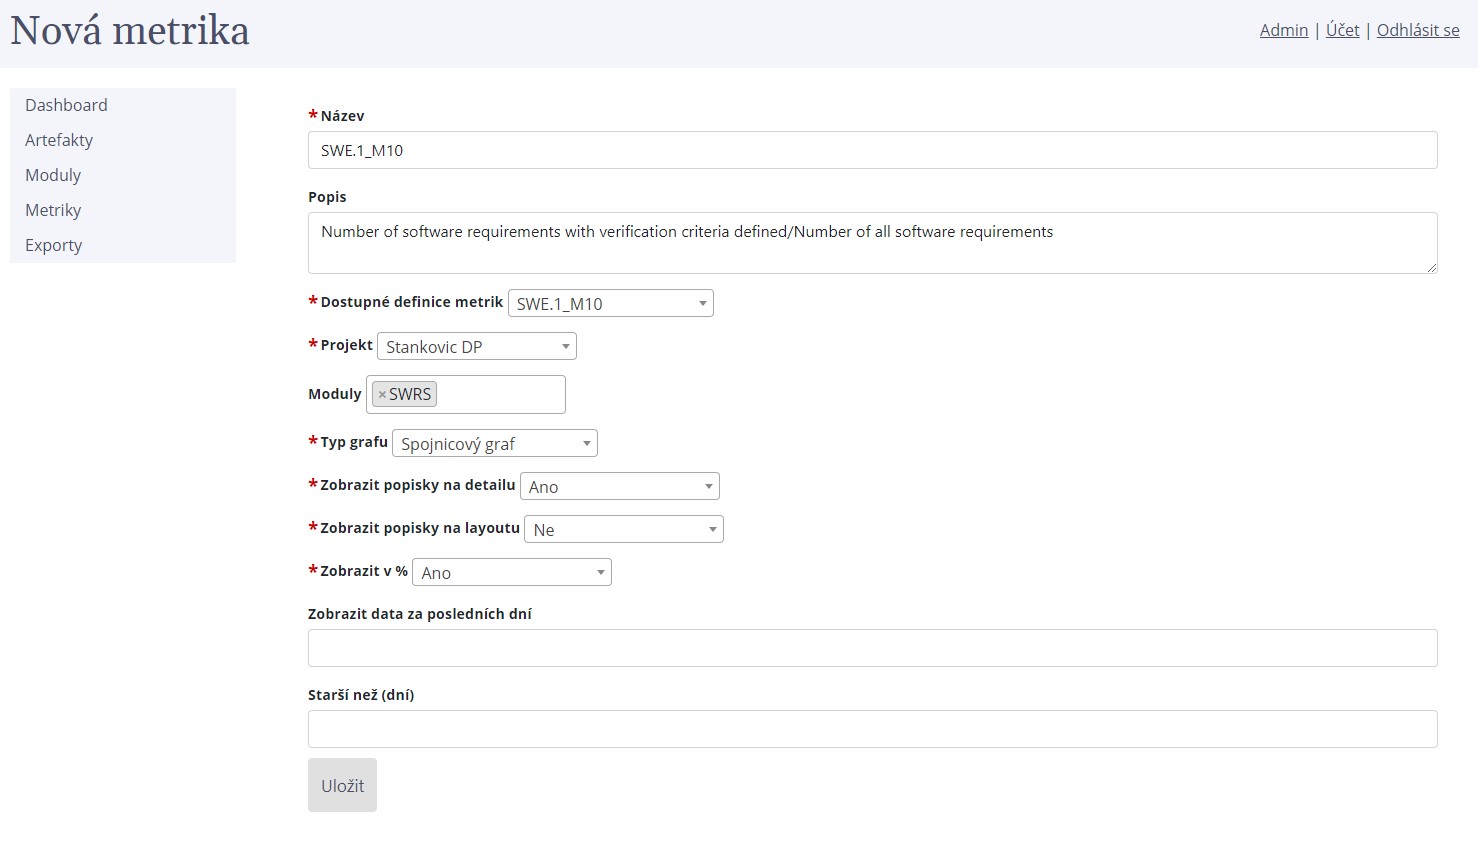 Nová metrika
Admin | Účet | Odhlásit se
Dashboard
Artefakty
Moduly
Metriky
Exporty
* Název
SWE.1_M10
Popis
Number of software requirements with verification criteria defined/Number of all software requirements
* Dostupné definice metrik SWE.1_M10
* Projekt Stankovic DP
Moduly × SWRS
* Typ grafu Spojnicový graf
* Zobrazit popisky na detailu Ano
* Zobrazit popisky na layoutu Ne
* Zobrazit v % Ano
Zobrazit data za posledních dní
Starší než (dní)
Uložit